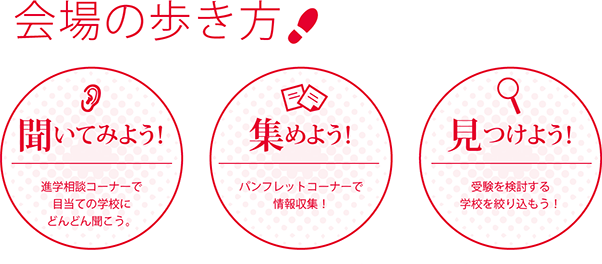 会場の歩き方
聞いてみよう!
進学相談コーナーで
目当ての学校に
どんどん聞こう。
集めよう!
パンフレットコーナーで
情報収集！
見つけよう!
受験を検討する
学校を絞り込もう！